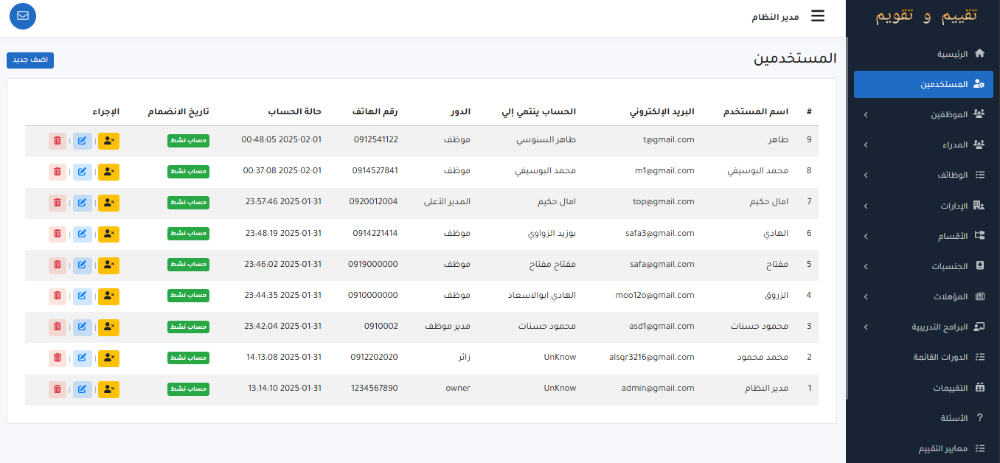 تقييم و تقويم
الرئيسية
المستخدمين
الموظفين
المدراء
الوظائف
الإدارات
الأقسام
الجنسيات
المؤهلات
البرامج التدريبية
الدورات القائمة
التقييمات
الأسئلة
معايير التقييم
مدير النظام
المستخدمين
اضف جديد
# اسم المستخدم البريد الإلكتروني الحساب ينتمي إلي الدور رقم الهاتف حالة الحساب تاريخ الانضمام الإجراء
9 طاهر t@gmail.com طاهر السنوسي موظف 0912541122 2025-02-01 00:48:05 حساب نشط
8 محمد البوسيفي m1@gmail.com محمد البوسيفي موظف 0914527841 2025-02-01 00:37:08 حساب نشط
7 امال حكيم top@gmail.com امال حكيم المدير الأعلى 0920012004 2025-01-31 23:57:46 حساب نشط
6 الهادي safa3@gmail.com بوزيد الزواوي موظف 0914221414 2025-01-31 23:48:19 حساب نشط
5 مفتاح safa@gmail.com مفتاح مفتاح موظف 0919000000 2025-01-31 23:46:02 حساب نشط
4 الزروق moo12o@gmail.com الهادي ابوالاسعاد موظف 0910000000 2025-01-31 23:44:35 حساب نشط
3 محمود حسنات asd1@gmail.com محمود حسنات مدير موظف 0910002 2025-01-31 23:42:04 حساب نشط
2 محمد محمود alsqr3216@gmail.com UnKnow زائر 0912202020 2025-01-31 14:13:08 حساب نشط
1 مدير النظام admin@gmail.com UnKnow owner 1234567890 2025-01-31 13:14:10 حساب نشط